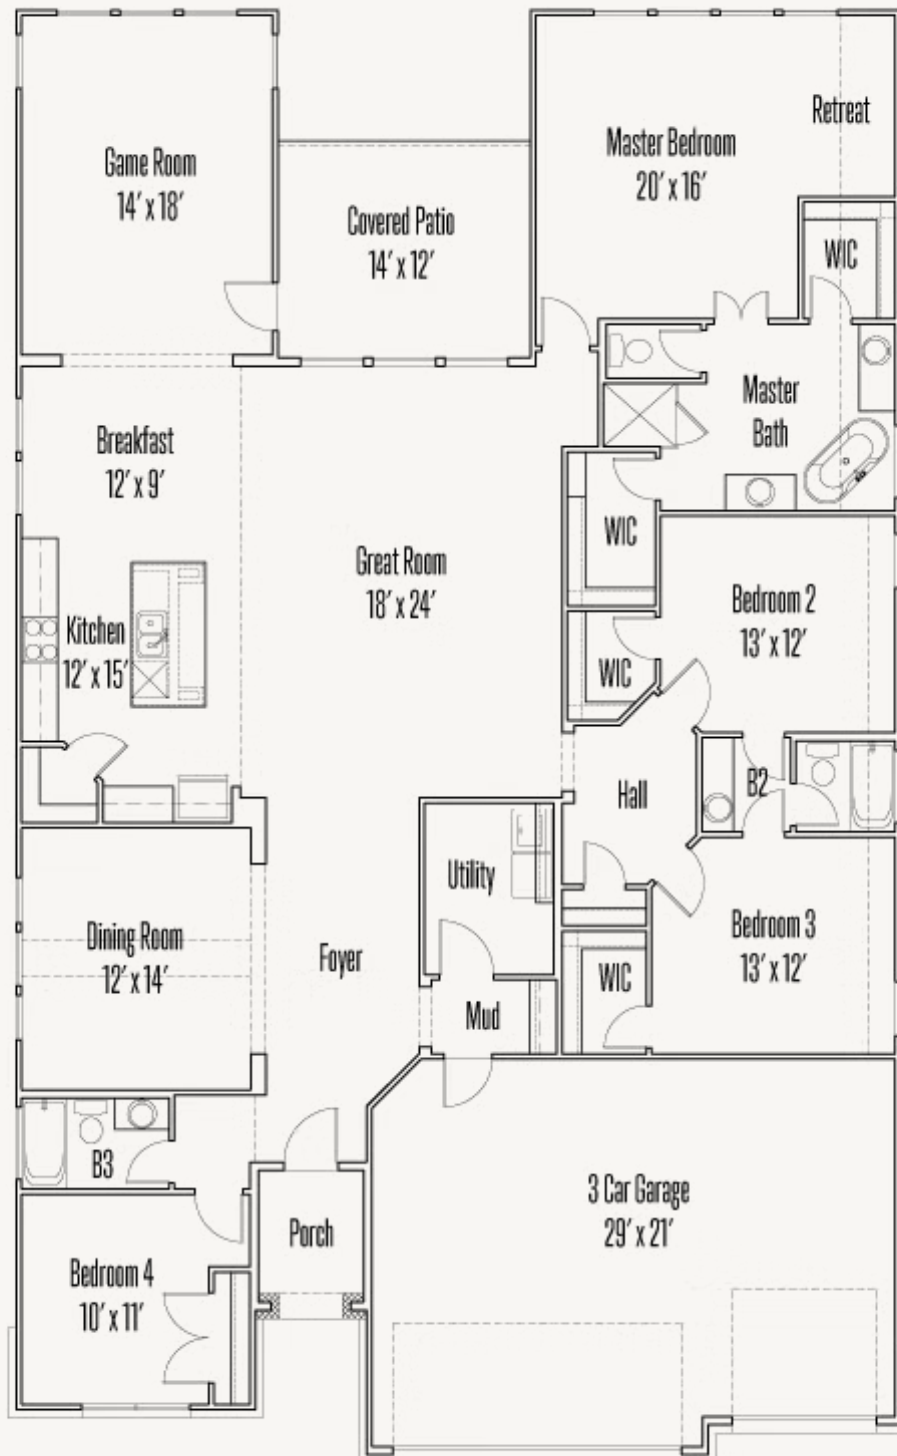 Game Room
14' x 18'
Covered Patio
14' x 12'
Master Bedroom
20' x 16'
Retreat
WIC
Master
Bath
Breakfast
12' x 9'
Great Room
18' x 24'
WIC
Kitchen
12' x 15'
Bedroom 2
13' x 12'
WIC
Hall
B2
Utility
Dining Room
12' x 14'
Foyer
Bedroom 3
13' x 12'
WIC
Mud
B3
3 Car Garage
29' x 21'
Porch
Bedroom 4
10' x 11'